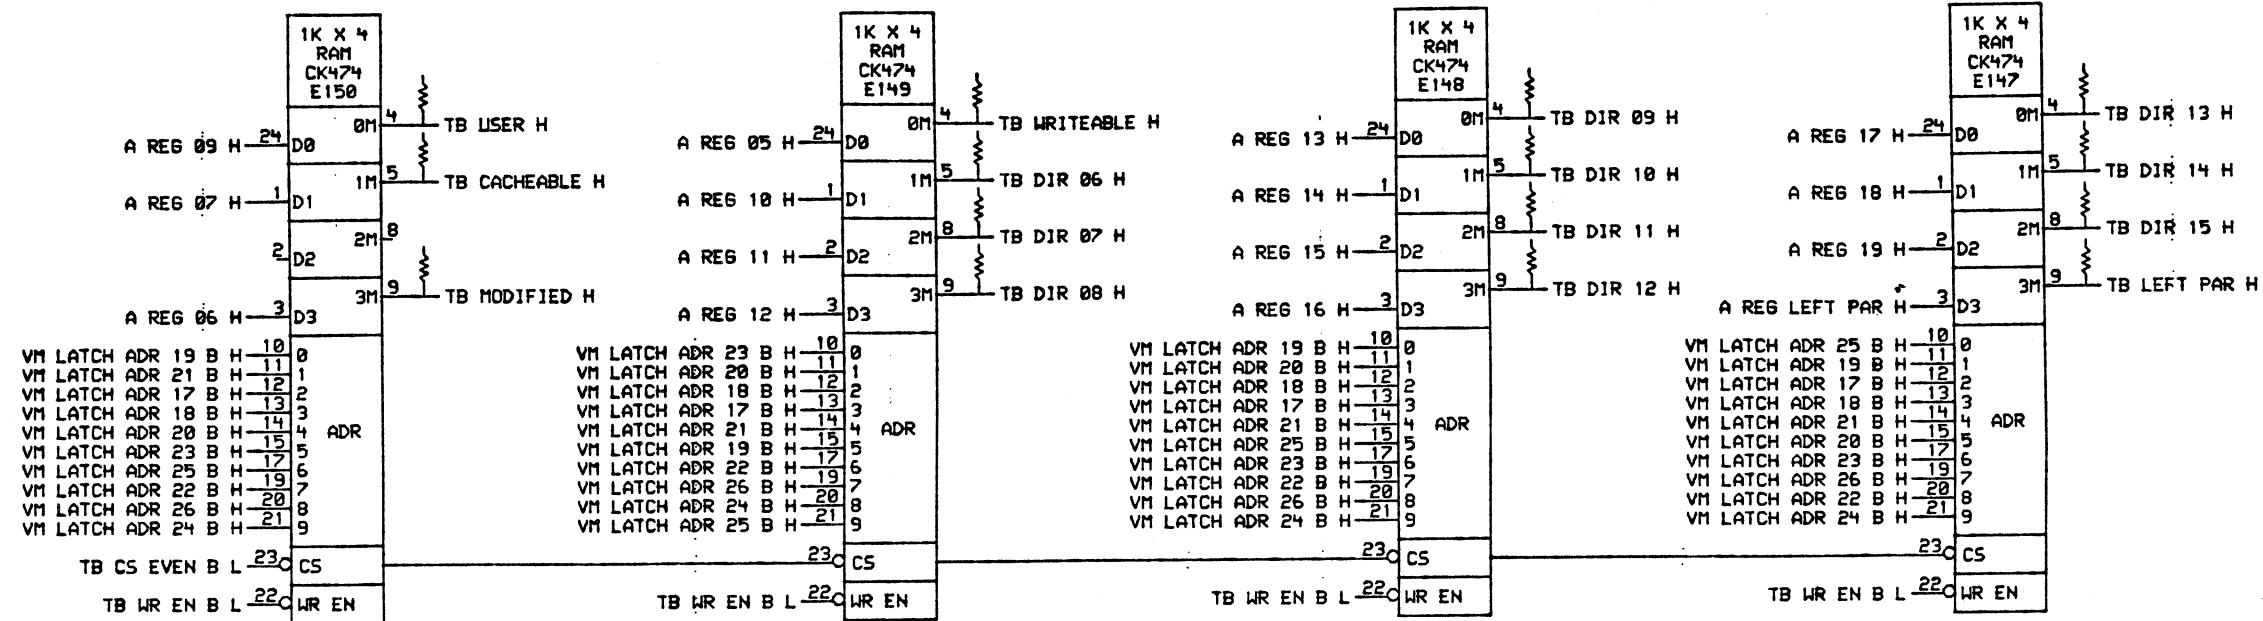 1K X 4
RAM
CK474
E150
4
0M
TB USER H
A REG 09 H
24
D0
5
1M
TB CACHEABLE H
A REG 07 H
1
D1
8
2M
2
D2
9
3M
TB MODIFIED H
A REG 06 H
3
D3
VM LATCH ADR 19 B H 10 0
VM LATCH ADR 21 B H 11 1
VM LATCH ADR 17 B H 12 2
VM LATCH ADR 18 B H 13 3
VM LATCH ADR 20 B H 14 4
ADR
VM LATCH ADR 23 B H 15 5
VM LATCH ADR 25 B H 17 6
VM LATCH ADR 22 B H 19 7
VM LATCH ADR 26 B H 20 8
VM LATCH ADR 24 B H 21 9
TB CS EVEN B L 23 CS
TB WR EN B L 22 WR EN
1K X 4
RAM
CK474
E149
4
0M
TB WRITEABLE H
A REG 05 H
24
D0
5
1M
TB DIR 06 H
A REG 10 H
1
D1
8
2M
TB DIR 07 H
A REG 11 H
2
D2
9
3M
TB DIR 08 H
A REG 12 H
3
D3
VM LATCH ADR 23 B H 10 0
VM LATCH ADR 20 B H 11 1
VM LATCH ADR 18 B H 12 2
VM LATCH ADR 17 B H 13 3
VM LATCH ADR 21 B H 14 4
ADR
VM LATCH ADR 19 B H 15 5
VM LATCH ADR 22 B H 17 6
VM LATCH ADR 26 B H 19 7
VM LATCH ADR 24 B H 20 8
VM LATCH ADR 25 B H 21 9
23 CS
TB WR EN B L 22 WR EN
1K X 4
RAM
CK474
E148
4
0M
TB DIR 09 H
A REG 13 H
24
D0
5
1M
TB DIR 10 H
A REG 14 H
1
D1
8
2M
TB DIR 11 H
A REG 15 H
2
D2
9
3M
TB DIR 12 H
A REG 16 H
3
D3
VM LATCH ADR 19 B H 10 0
VM LATCH ADR 20 B H 11 1
VM LATCH ADR 18 B H 12 2
VM LATCH ADR 17 B H 13 3
VM LATCH ADR 21 B H 14 4
ADR
VM LATCH ADR 25 B H 15 5
VM LATCH ADR 23 B H 17 6
VM LATCH ADR 22 B H 19 7
VM LATCH ADR 26 B H 20 8
VM LATCH ADR 24 B H 21 9
23 CS
TB WR EN B L 22 WR EN
1K X 4
RAM
CK474
E147
4
0M
TB DIR 13 H
A REG 17 H
24
D0
5
1M
TB DIR 14 H
A REG 18 H
1
D1
8
2M
TB DIR 15 H
A REG 19 H
2
D2
9
3M
TB LEFT PAR H
A REG LEFT PAR H
3
D3
VM LATCH ADR 25 B H 10 0
VM LATCH ADR 19 B H 11 1
VM LATCH ADR 17 B H 12 2
VM LATCH ADR 18 B H 13 3
VM LATCH ADR 21 B H 14 4
ADR
VM LATCH ADR 20 B H 15 5
VM LATCH ADR 23 B H 17 6
VM LATCH ADR 26 B H 19 7
VM LATCH ADR 22 B H 20 8
VM LATCH ADR 24 B H 21 9
23 CS
TB WR EN B L 22 WR EN